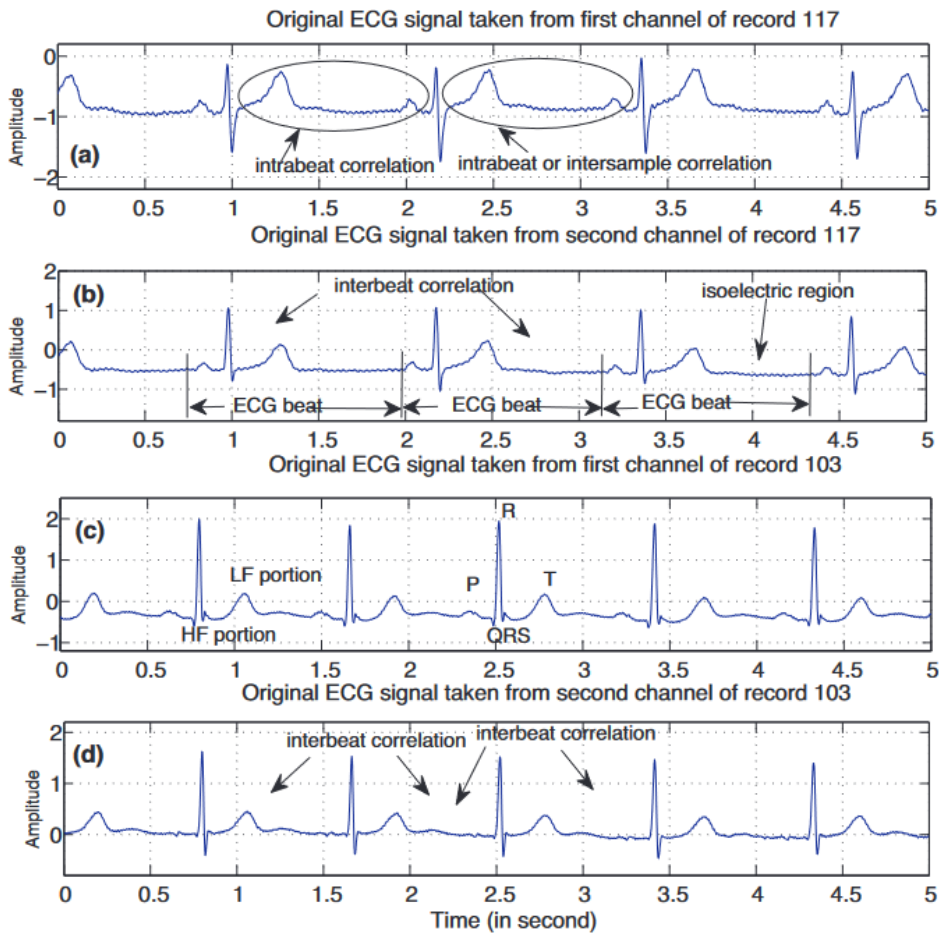 Original ECG signal taken from first channel of record 117
0
−1
−2
Amplitude
(a)
intrabeat correlation
intrabeat or intersample correlation
0 0.5 1 1.5 2 2.5 3 3.5 4 4.5 5
Original ECG signal taken from second channel of record 117
2
1
0
−1
Amplitude
(b)
interbeat correlation
isoelectric region
ECG beat
ECG beat
ECG beat
0 0.5 1 1.5 2 2.5 3 3.5 4 4.5 5
Original ECG signal taken from first channel of record 103
2
1
0
−1
Amplitude
(c)
R
LF portion
P
T
HF portion
QRS
0 0.5 1 1.5 2 2.5 3 3.5 4 4.5 5
Original ECG signal taken from second channel of record 103
2
1
0
Amplitude
(d)
interbeat correlation
interbeat correlation
0 0.5 1 1.5 2 2.5 3 3.5 4 4.5 5
Time (in second)